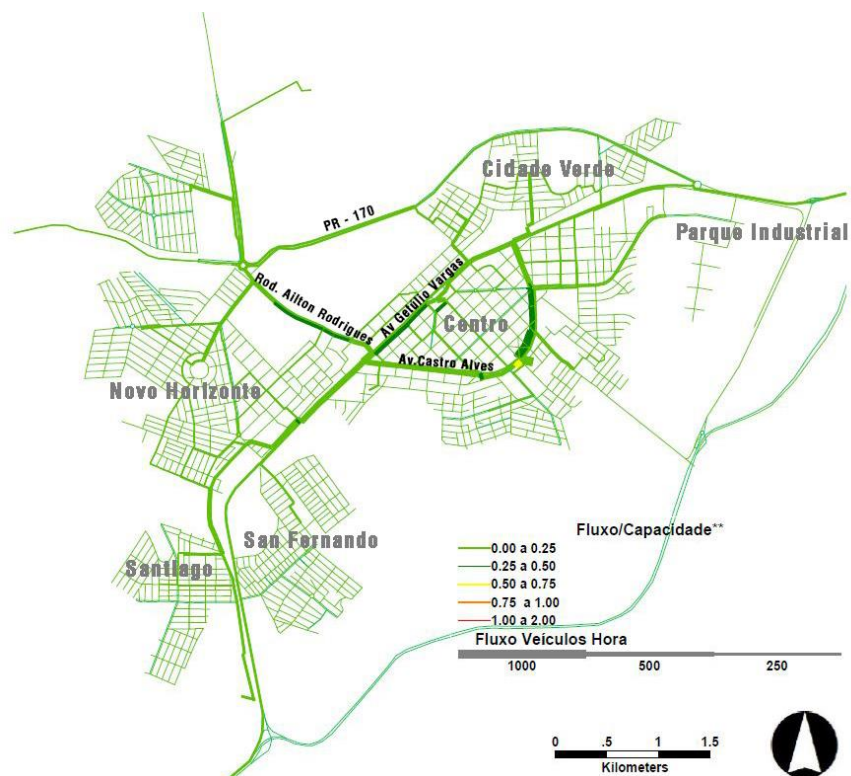 Cidade Verde
PR - 170
Parque Industrial
Rod. Ailton Rodrigues
Av Getúlio Vargas
Centro
Av.Castro Alves
Novo Horizonte
San Fernando
Santiago
Fluxo/Capacidade**
0.00 a 0.25
0.25 a 0.50
0.50 a 0.75
0.75 a 1.00
1.00 a 2.00
Fluxo Veículos Hora
1000 500 250
0 .5 1 1.5
Kilometers